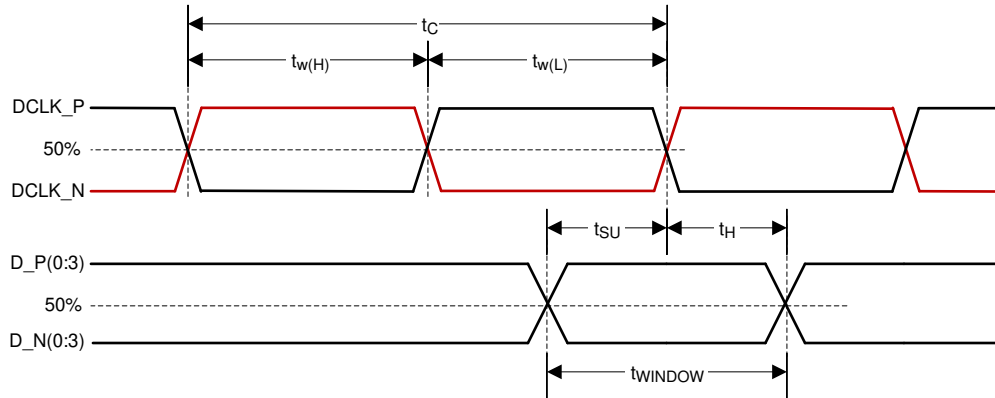 tC
tw(H) tw(L)
DCLK_P
50%
DCLK_N
tSU tH
D_P(0:3)
50%
D_N(0:3)
tWINDOW